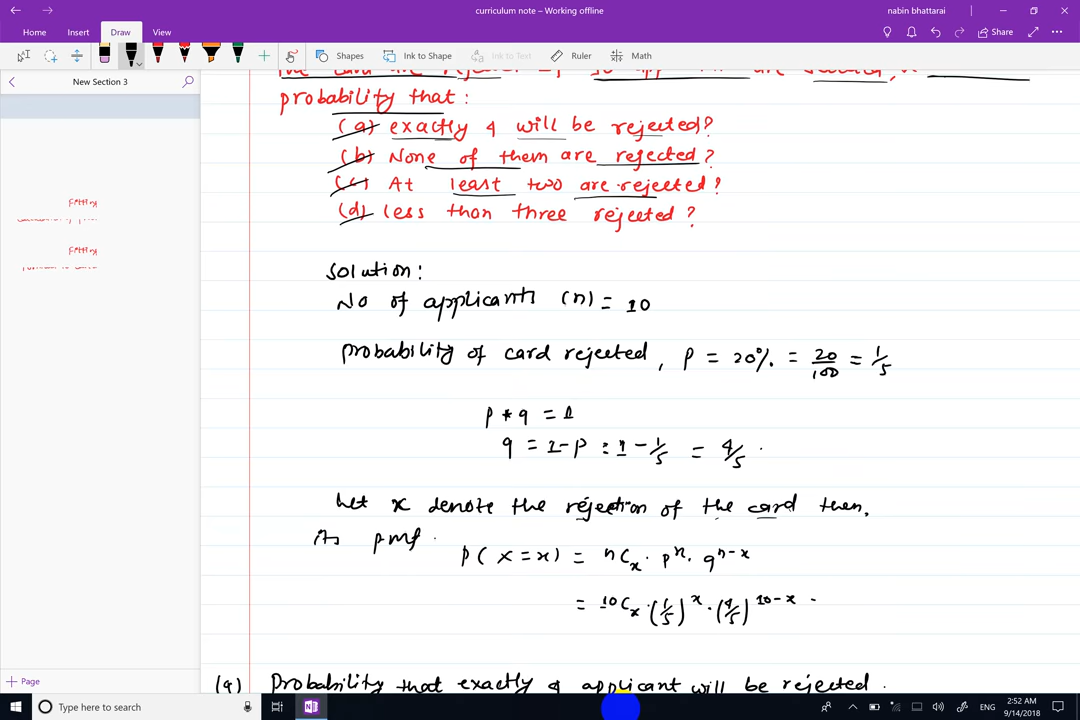 curriculum note – Working offline
nabin bhattarai
Home Insert Draw View
Share
Shapes Ink to Shape Ink to Text Ruler Math
New Section 3
probability that :
(a) exactly 4 will be rejected?
(b) None of them are rejected?
(c) At least two are rejected?
(d) less than three rejected?
Solution:
No of applicants (n) = 10
probability of card rejected, p = 20% = 20/100 = 1/5
p + q = 1
q = 1 - p = 1 - 1/5 = 4/5
Let x denote the rejection of the card then,
its pmf.
p(X=x) = nCx · p^x · q^n-x
= 10Cx · (1/5)^x · (4/5)^10-x
(a) Probability that exactly 4 applicant will be rejected.
+ Page
Type here to search
ENG
2:52 AM
9/14/2018